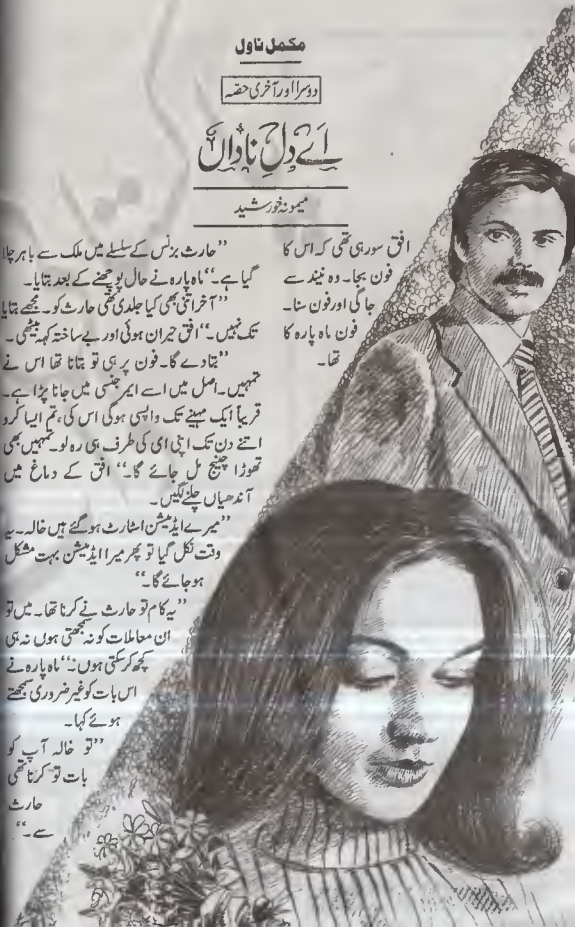 مکمل ناول
دوسرا اور آخری حصہ
اے دلِ ناداں
میمونہ خورشید
افق سو رہی تھی کہ اس کا
فون بجا۔ وہ نیند سے
جاگی اور فون سنا۔
فون ماہ پارہ کا
تھا۔
’’حارث بزنس کے سلسلے میں ملک سے باہر چلا
گیا ہے۔‘‘ ماہ پارہ نے حال پوچھنے کے بعد بتایا۔
’’آخر اتنی بھی کیا جلدی تھی حارث کو۔ مجھے بتایا
تک نہیں۔‘‘ افق حیران ہوئی اور بے ساختہ کہہ بیٹھی۔
’’بتا دے گا۔ فون پر ہی تو بتانا تھا اس نے
تمہیں۔ اصل میں اسے ایمرجنسی میں جانا پڑا ہے۔
قریباً ایک مہینے تک واپسی ہوگی اس کی، تم ایسا کرو
اتنے دن تک اپنی امی کی طرف ہی رہ لو۔ تمہیں بھی
تھوڑا چینج مل جائے گا۔‘‘ افق کے دماغ میں
آندھیاں چلنے لگیں۔
’’میرے ایڈمیشن اسٹارٹ ہو گئے ہیں خالہ۔ یہ
وقت نکل گیا تو پھر میرا ایڈمیشن بہت مشکل
ہو جائے گا۔‘‘
’’یہ کام تو حارث نے کرنا تھا۔ میں تو
ان معاملات کو نہ سمجھتی ہوں نہ ہی
کچھ کر سکتی ہوں۔‘‘ ماہ پارہ نے
اس بات کو غیر ضروری سمجھتے
ہوئے کہا۔
’’تو خالہ آپ کو
بات تو کرنا تھی
حارث
سے۔‘‘